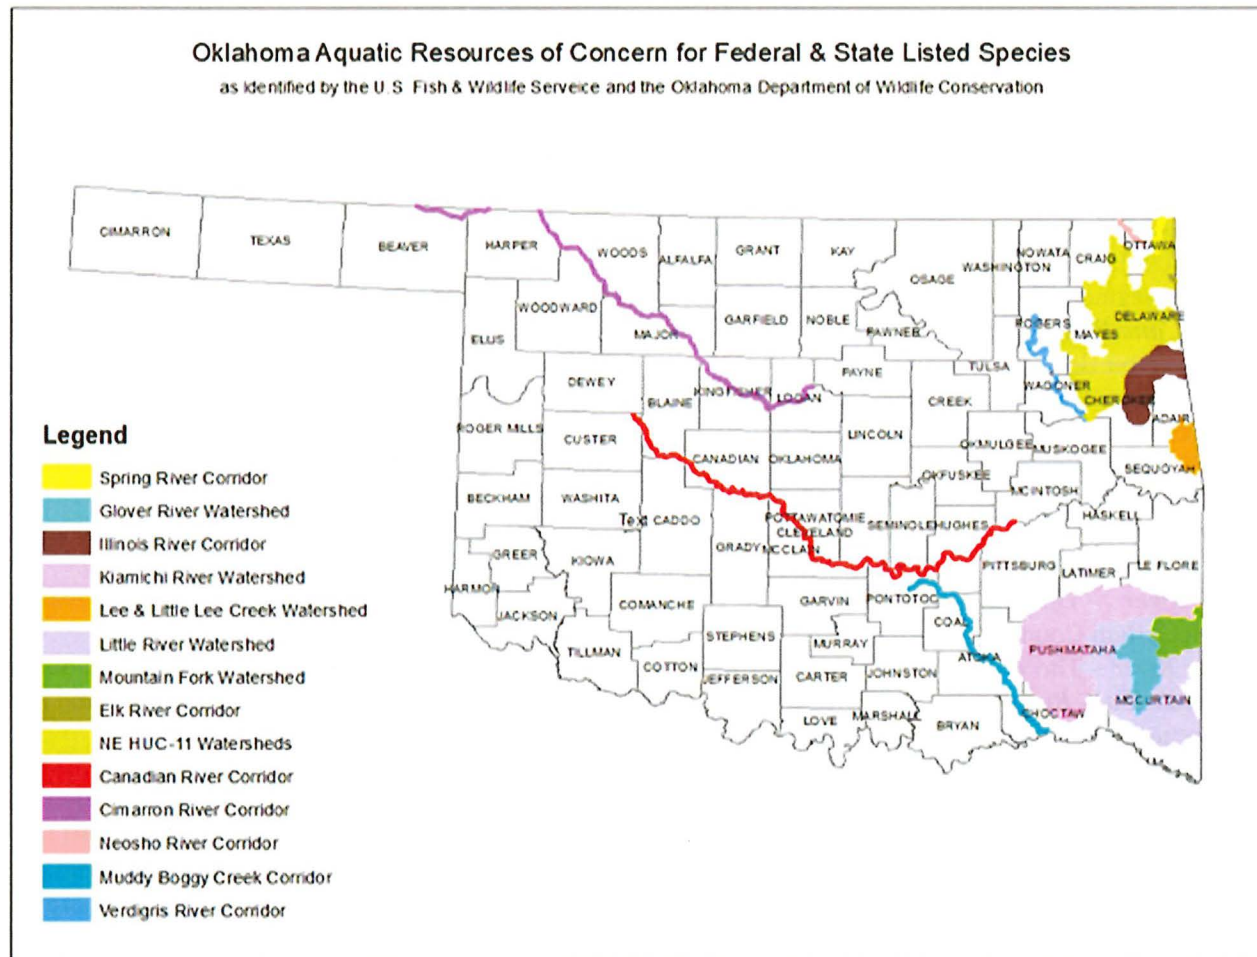 Oklahoma Aquatic Resources of Concern for Federal & State Listed Species
as identified by the U.S. Fish & Wildlife Serveice and the Oklahoma Department of Wildlife Conservation
CIMARRON
TEXAS
BEAVER
HARPER
WOODS
ALFALFA
GRANT
KAY
OSAGE
WASHINGTON
NOWATA
CRAIG
OTTAWA
ELLIS
WOODWARD
MAJOR
GARFIELD
NOBLE
PAWNEE
ROGERS
MAYES
DELAWARE
DEWEY
BLAINE
KINGFISHER
LOGAN
PAYNE
TULSA
CREEK
WAGONER
CHEROKEE
ADAIR
ROGER MILLS
CUSTER
CANADIAN
OKLAHOMA
LINCOLN
OKMULGEE
MUSKOGEE
SEQUOYAH
OKFUSKEE
MCINTOSH
BECKHAM
WASHITA
Text
CADDO
GRADY
POTTAWATOMIE
CLEVELAND
MCCLAIN
SEMINOLE
HUGHES
HASKELL
PITTSBURG
LATIMER
LE FLORE
GREER
KIOWA
HARMON
JACKSON
COMANCHE
GARVIN
PONTOTOC
COAL
STEPHENS
MURRAY
TILLMAN
COTTON
JEFFERSON
CARTER
JOHNSTON
ATOKA
PUSHMATAHA
MCCURTAIN
LOVE
MARSHALL
BRYAN
CHOCTAW
Legend
Spring River Corridor
Glover River Watershed
Illinois River Corridor
Kiamichi River Watershed
Lee & Little Lee Creek Watershed
Little River Watershed
Mountain Fork Watershed
Elk River Corridor
NE HUC-11 Watersheds
Canadian River Corridor
Cimarron River Corridor
Neosho River Corridor
Muddy Boggy Creek Corridor
Verdigris River Corridor